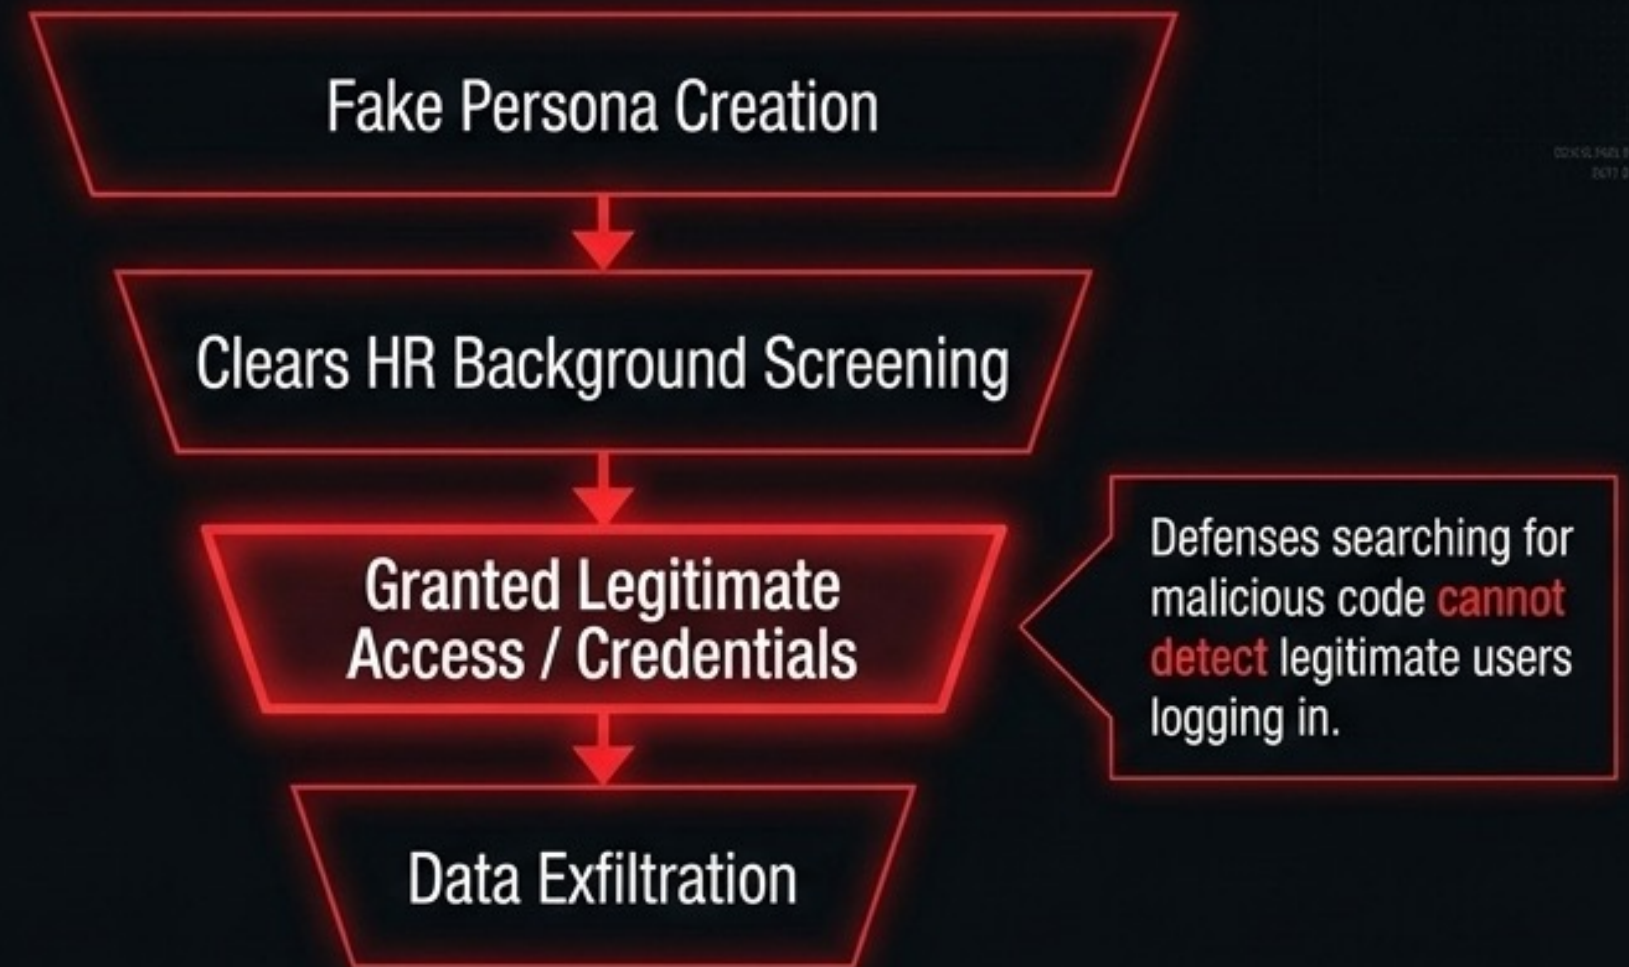 Fake Persona Creation
Clears HR Background Screening
Granted Legitimate
Access / Credentials
Defenses searching for
malicious code cannot
detect legitimate users
logging in.
Data Exfiltration